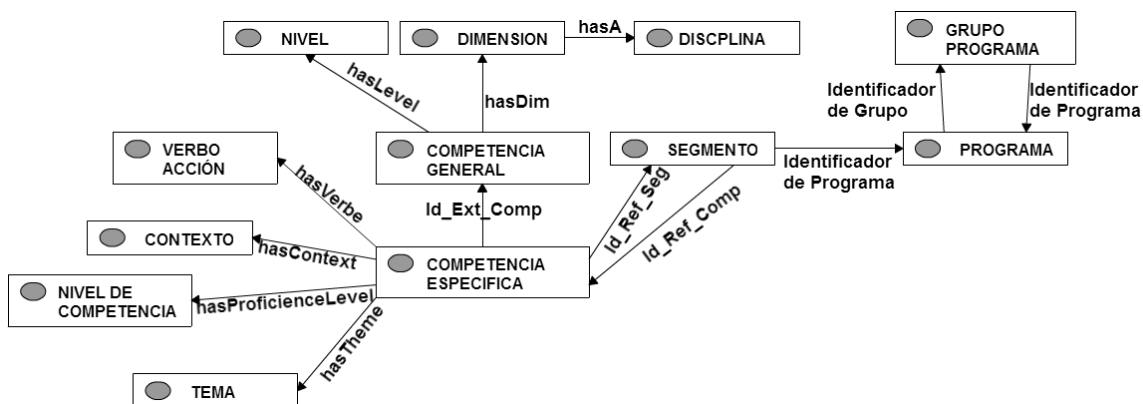 GRUPO
PROGRAMA
NIVEL
DIMENSION
hasA
DISCPLINA
hasLevel
hasDim
Identificador
de Grupo
Identificador
de Programa
VERBO
ACCIÓN
COMPETENCIA
GENERAL
SEGMENTO
Identificador
de Programa
PROGRAMA
hasVerbe
Id_Ext_Comp
Id_Ref_Seg
Id_Ref_Comp
CONTEXTO
hasContext
COMPETENCIA
ESPECIFICA
NIVEL DE
COMPETENCIA
hasProficienceLevel
hasTheme
TEMA